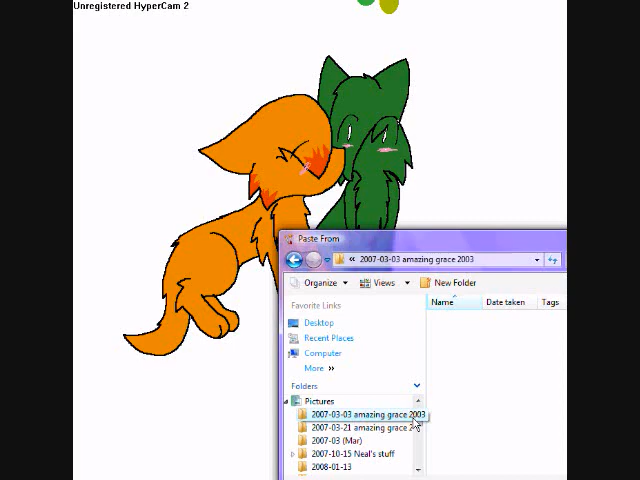 Unregistered HyperCam 2
Paste From
« 2007-03-03 amazing grace 2003
Organize Views New Folder
Favorite Links
Name Date taken Tags
Desktop
Recent Places
Computer
More »
Folders
Pictures
2007-03-03 amazing grace 2003
2007-03-21 amazing grace 2
2007-03 (Mar)
2007-10-15 Neal's stuff
2008-01-13